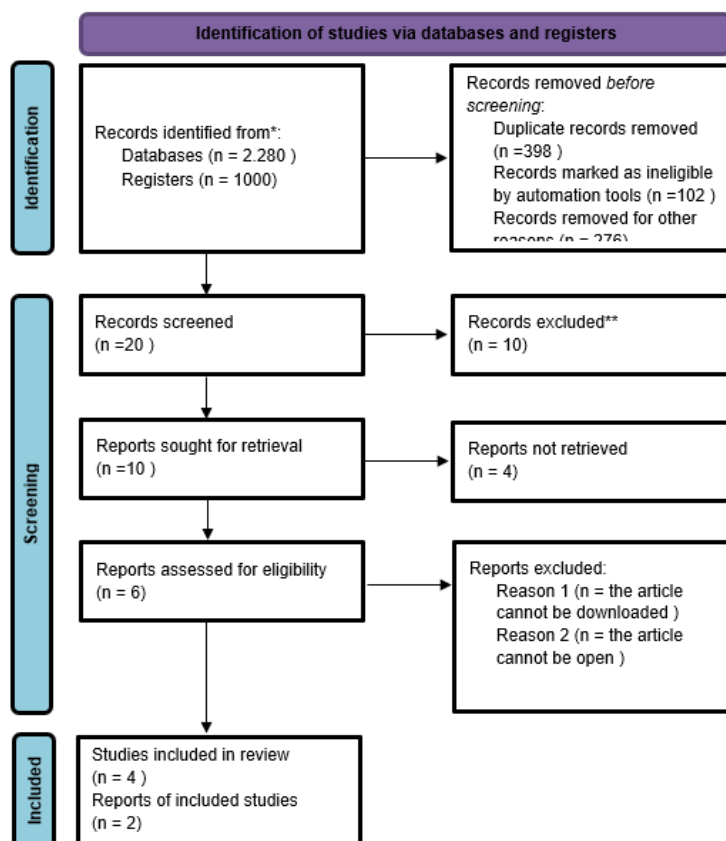 Identification of studies via databases and registers
Identification
Records identified from*:
Databases (n = 2.280 )
Registers (n = 1000)
Records removed before
screening:
Duplicate records removed
(n =398 )
Records marked as ineligible
by automation tools (n =102 )
Records removed for other
reasons (n = 276)
Screening
Records screened
(n =20 )
Records excluded**
(n = 10)
Reports sought for retrieval
(n =10 )
Reports not retrieved
(n = 4)
Reports assessed for eligibility
(n = 6)
Reports excluded:
Reason 1 (n = the article
cannot be downloaded )
Reason 2 (n = the article
cannot be open )
Included
Studies included in review
(n = 4 )
Reports of included studies
(n = 2)